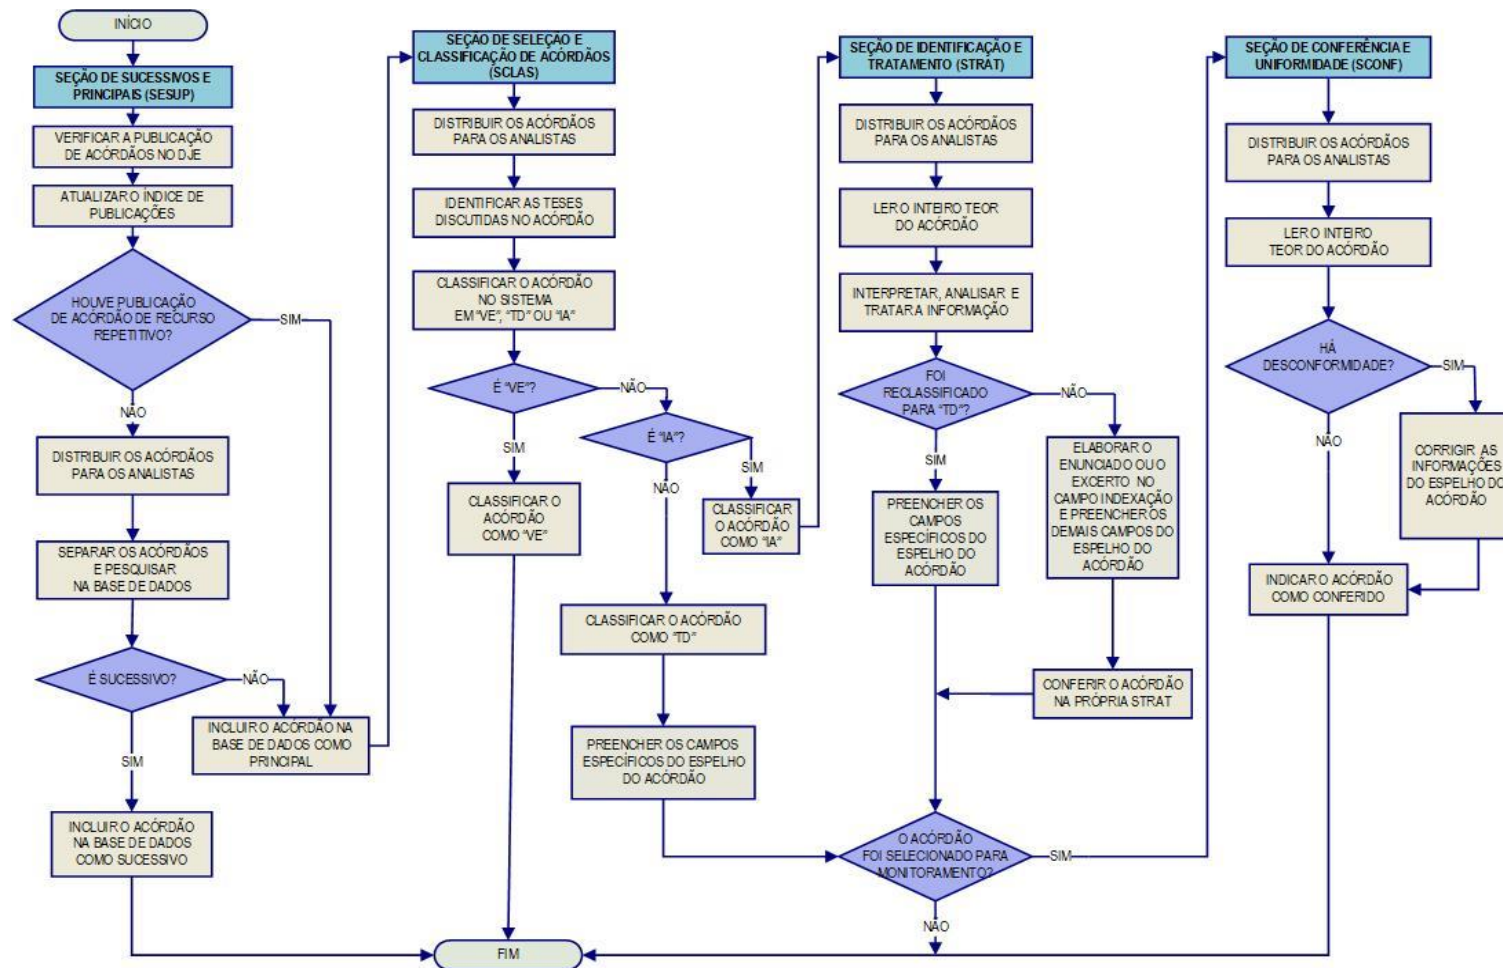 INÍCIO
SEÇÃO DE SUCESSIVOS E
PRINCIPAIS (SESUP)
VERIFICAR A PUBLICAÇÃO
DE ACÓRDÃOS NO DJE
ATUALIZAR O ÍNDICE DE
PUBLICAÇÕES
HOUVE PUBLICAÇÃO
DE ACÓRDÃO DE RECURSO
REPETITIVO?
SIM
NÃO
DISTRIBUIR OS ACÓRDÃOS
PARA OS ANALISTAS
SEPARAR OS ACÓRDÃOS
E PESQUISAR
NA BASE DE DADOS
É SUCESSIVO?
NÃO
INCLUIR O ACÓRDÃO NA
BASE DE DADOS COMO
PRINCIPAL
SIM
INCLUIR O ACÓRDÃO
NA BASE DE DADOS
COMO SUCESSIVO
SEÇÃO DE SELEÇÃO E
CLASSIFICAÇÃO DE ACÓRDÃOS
(SCLAS)
DISTRIBUIR OS ACÓRDÃOS
PARA OS ANALISTAS
IDENTIFICAR AS TESES
DISCUTIDAS NO ACÓRDÃO
CLASSIFICAR O ACÓRDÃO
NO SISTEMA
EM "VE", "TD" OU "IA"
É "VE"?
NÃO
SIM
CLASSIFICAR O
ACÓRDÃO
COMO "VE"
É "IA"?
SIM
NÃO
CLASSIFICAR
O ACÓRDÃO
COMO "IA"
CLASSIFICAR O ACÓRDÃO
COMO "TD"
PREENCHER OS CAMPOS
ESPECÍFICOS DO ESPELHO
DO ACÓRDÃO
FIM
SEÇÃO DE IDENTIFICAÇÃO E
TRATAMENTO (STRAT)
DISTRIBUIR OS ACÓRDÃOS
PARA OS ANALISTAS
LER O INTEIRO TEOR
DO ACÓRDÃO
INTERPRETAR, ANALISAR E
TRATAR A INFORMAÇÃO
FOI
RECLASSIFICADO
PARA "TD"?
NÃO
SIM
PREENCHER OS
CAMPOS
ESPECÍFICOS DO
ESPELHO DO
ACÓRDÃO
ELABORAR O
ENUNCIADO OU O
EXCERTO NO
CAMPO INDEXAÇÃO
E PREENCHER OS
DEMAIS CAMPOS DO
ESPELHO DO
ACÓRDÃO
CONFERIR O ACÓRDÃO
NA PRÓPRIA STRAT
O ACÓRDÃO
FOI SELECIONADO PARA
MONITORAMENTO?
SIM
NÃO
SEÇÃO DE CONFERÊNCIA E
UNIFORMIDADE (SCONF)
DISTRIBUIR OS ACÓRDÃOS
PARA OS ANALISTAS
LER O INTEIRO
TEOR DO ACÓRDÃO
HÁ
DESCONFORMIDADE?
SIM
NÃO
CORRIGIR AS
INFORMAÇÕES
DO ESPELHO DO
ACÓRDÃO
INDICAR O ACÓRDÃO
COMO CONFERIDO